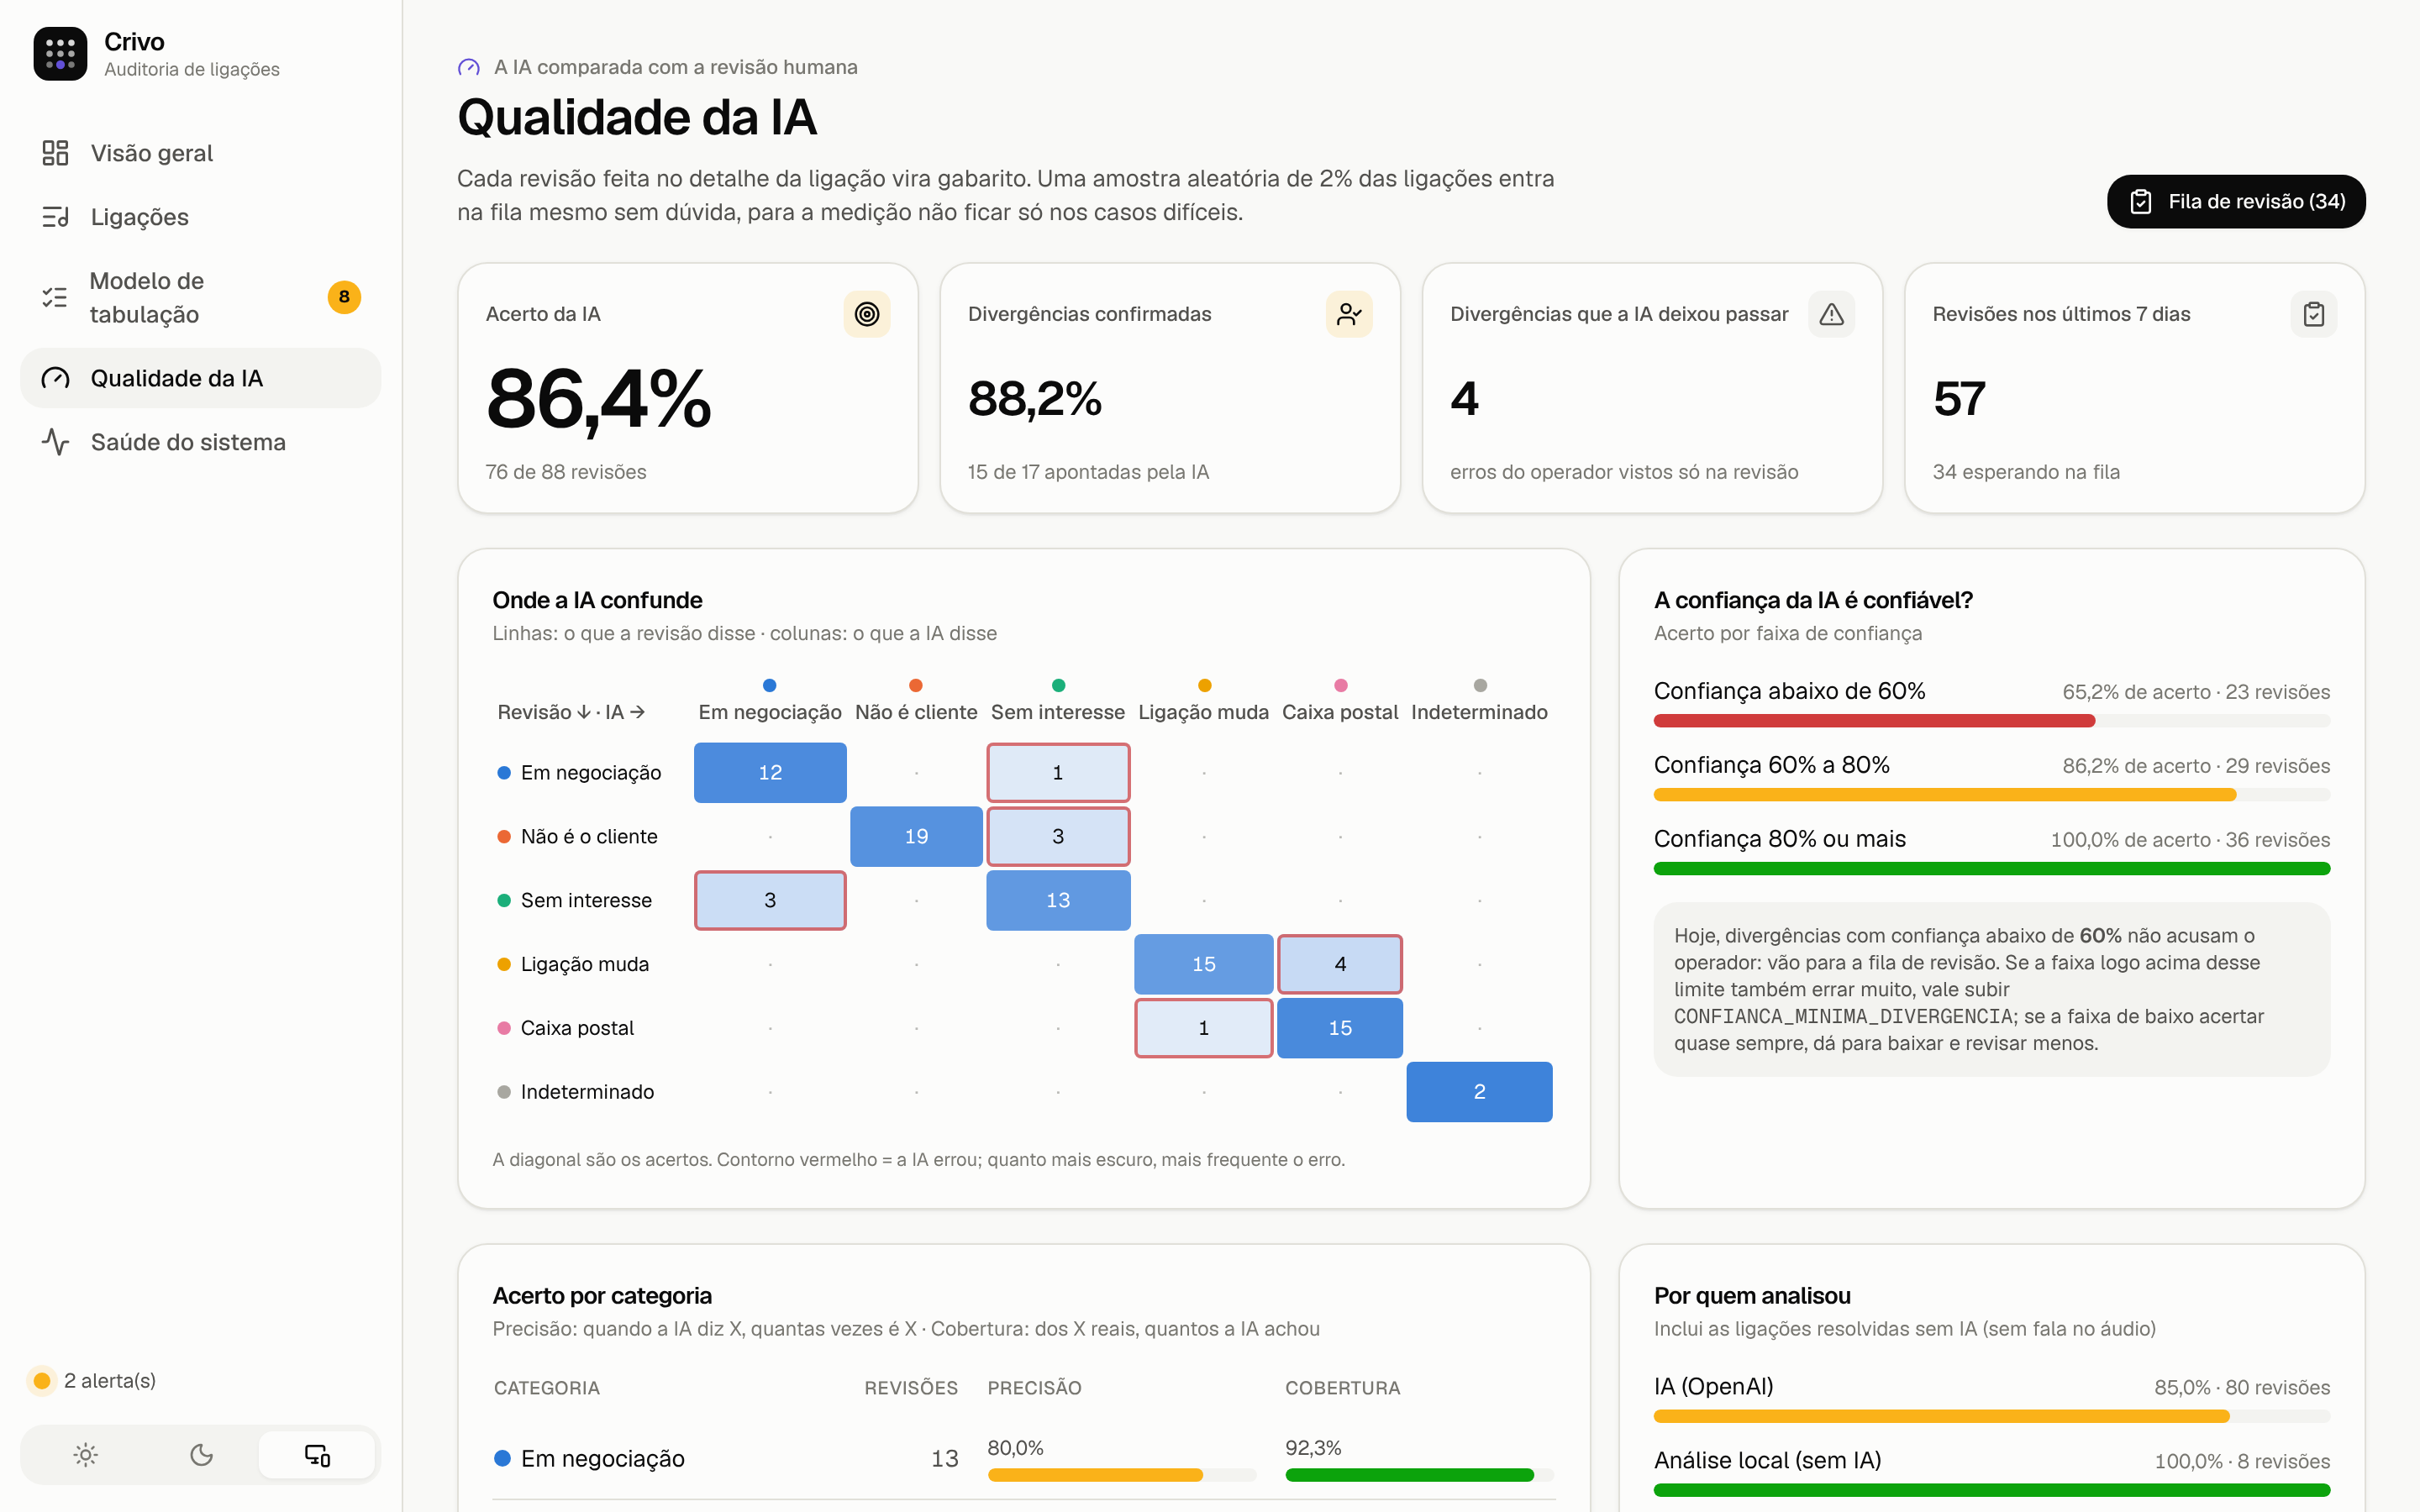 Crivo
Auditoria de ligações
Visão geral
Ligações
Modelo de
tabulação
8
Qualidade da IA
Saúde do sistema
2 alerta(s)
A IA comparada com a revisão humana
Qualidade da IA
Cada revisão feita no detalhe da ligação vira gabarito. Uma amostra aleatória de 2% das ligações entra
na fila mesmo sem dúvida, para a medição não ficar só nos casos difíceis.
Fila de revisão (34)
Acerto da IA
86,4%
76 de 88 revisões
Divergências confirmadas
88,2%
15 de 17 apontadas pela IA
Divergências que a IA deixou passar
4
erros do operador vistos só na revisão
Revisões nos últimos 7 dias
57
34 esperando na fila
Onde a IA confunde
Linhas: o que a revisão disse · colunas: o que a IA disse
Revisão ↓ · IA → Em negociação Não é cliente Sem interesse Ligação muda Caixa postal Indeterminado
Em negociação 12 · 1 · · ·
Não é o cliente · 19 3 · · ·
Sem interesse 3 · 13 · · ·
Ligação muda · · · 15 4 ·
Caixa postal · · · 1 15 ·
Indeterminado · · · · · 2
A diagonal são os acertos. Contorno vermelho = a IA errou; quanto mais escuro, mais frequente o erro.
A confiança da IA é confiável?
Acerto por faixa de confiança
Confiança abaixo de 60% 65,2% de acerto · 23 revisões
Confiança 60% a 80% 86,2% de acerto · 29 revisões
Confiança 80% ou mais 100,0% de acerto · 36 revisões
Hoje, divergências com confiança abaixo de 60% não acusam o
operador: vão para a fila de revisão. Se a faixa logo acima desse
limite também errar muito, vale subir
CONFIANCA_MINIMA_DIVERGENCIA; se a faixa de baixo acertar
quase sempre, dá para baixar e revisar menos.
Acerto por categoria
Precisão: quando a IA diz X, quantas vezes é X · Cobertura: dos X reais, quantos a IA achou
CATEGORIA REVISÕES PRECISÃO COBERTURA
Em negociação 13 80,0% 92,3%
Por quem analisou
Inclui as ligações resolvidas sem IA (sem fala no áudio)
IA (OpenAI) 85,0% · 80 revisões
Análise local (sem IA) 100,0% · 8 revisões